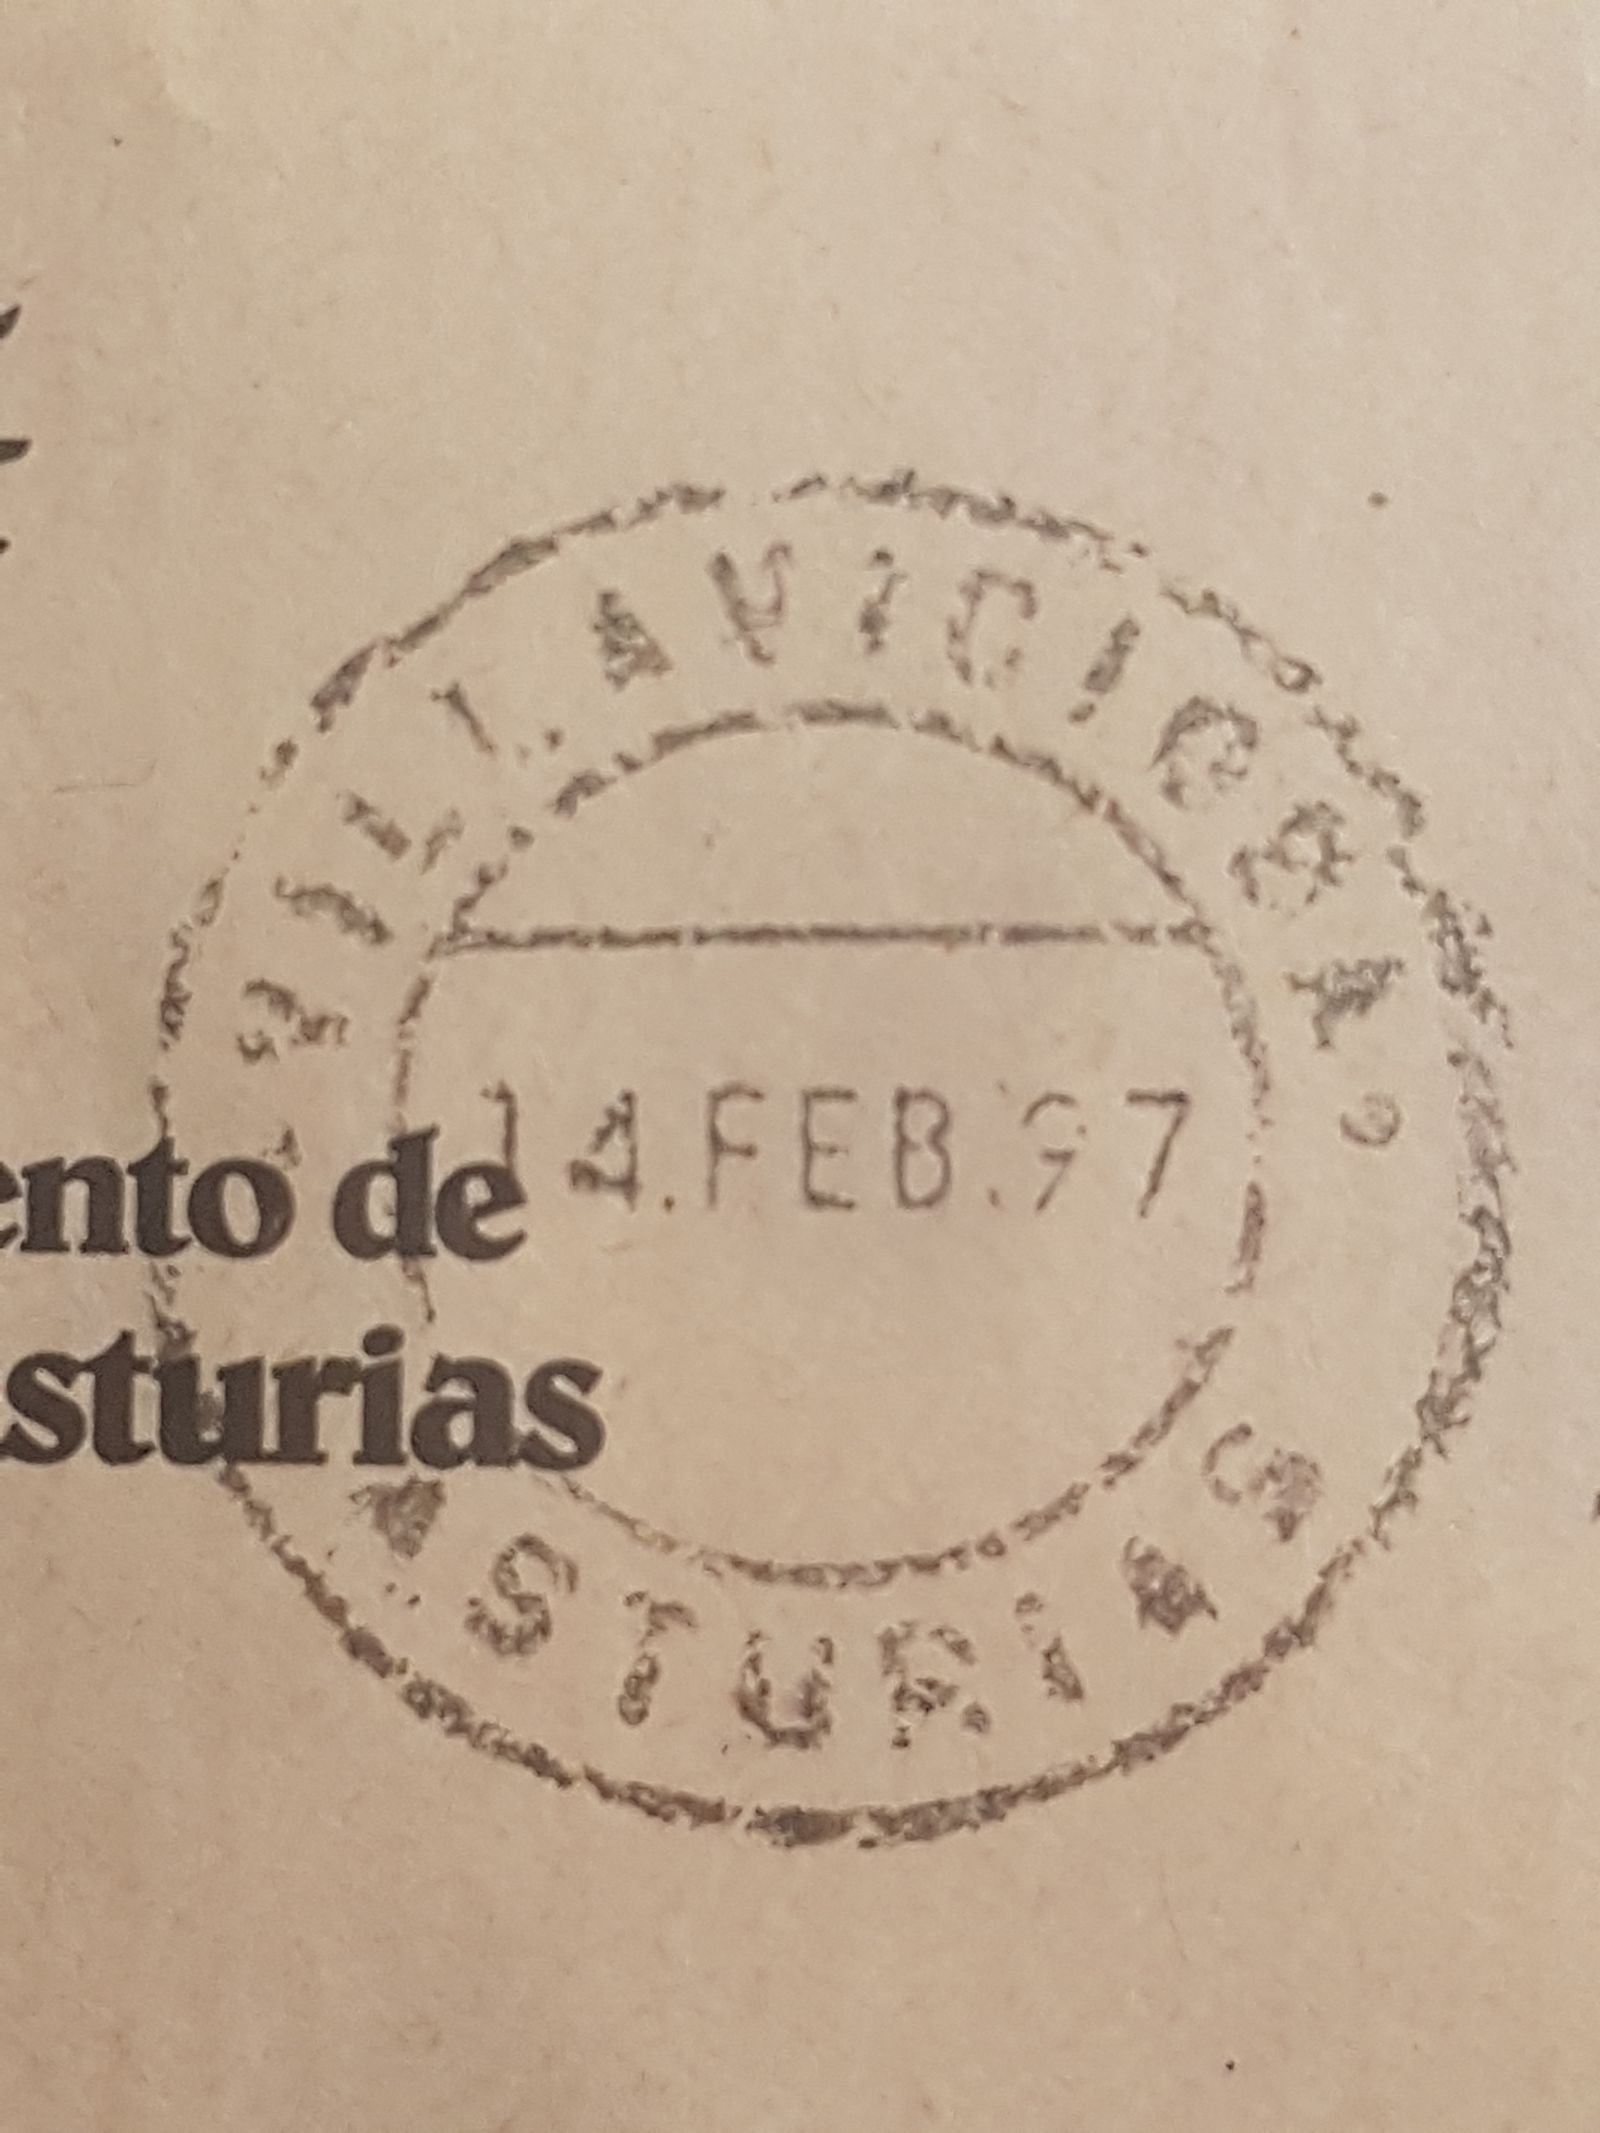 VILLAVICIOSA
14.FEB.97
ento de
sturias
ASTURIAS